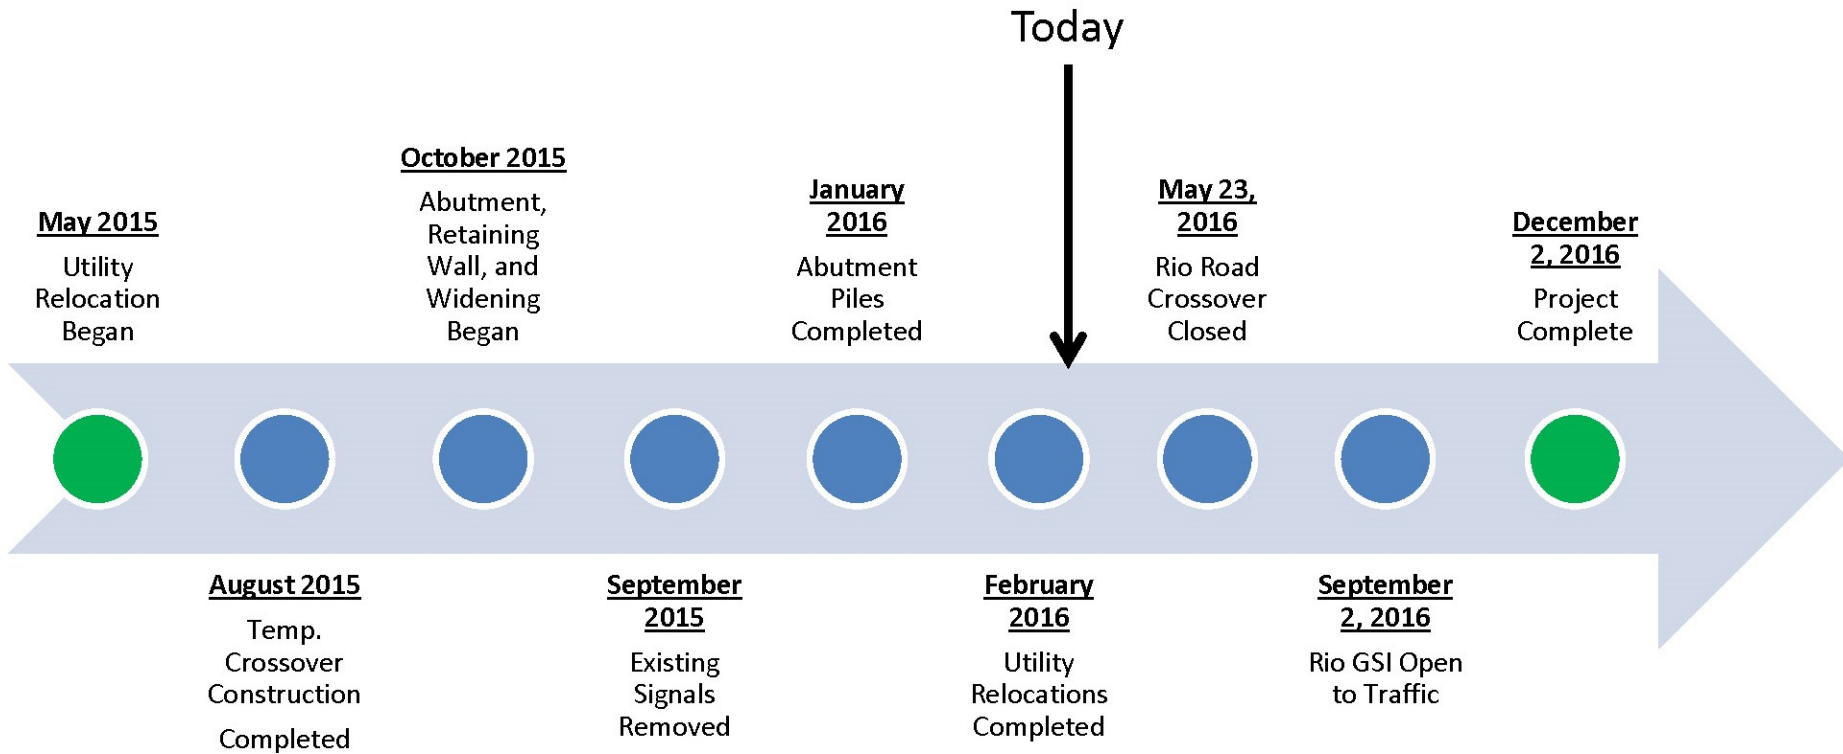 Today
May 2015
Utility
Relocation
Began
August 2015
Temp.
Crossover
Construction
Completed
October 2015
Abutment,
Retaining
Wall, and
Widening
Began
September
2015
Existing
Signals
Removed
January
2016
Abutment
Piles
Completed
February
2016
Utility
Relocations
Completed
May 23,
2016
Rio Road
Crossover
Closed
September
2, 2016
Rio GSI Open
to Traffic
December
2, 2016
Project
Complete